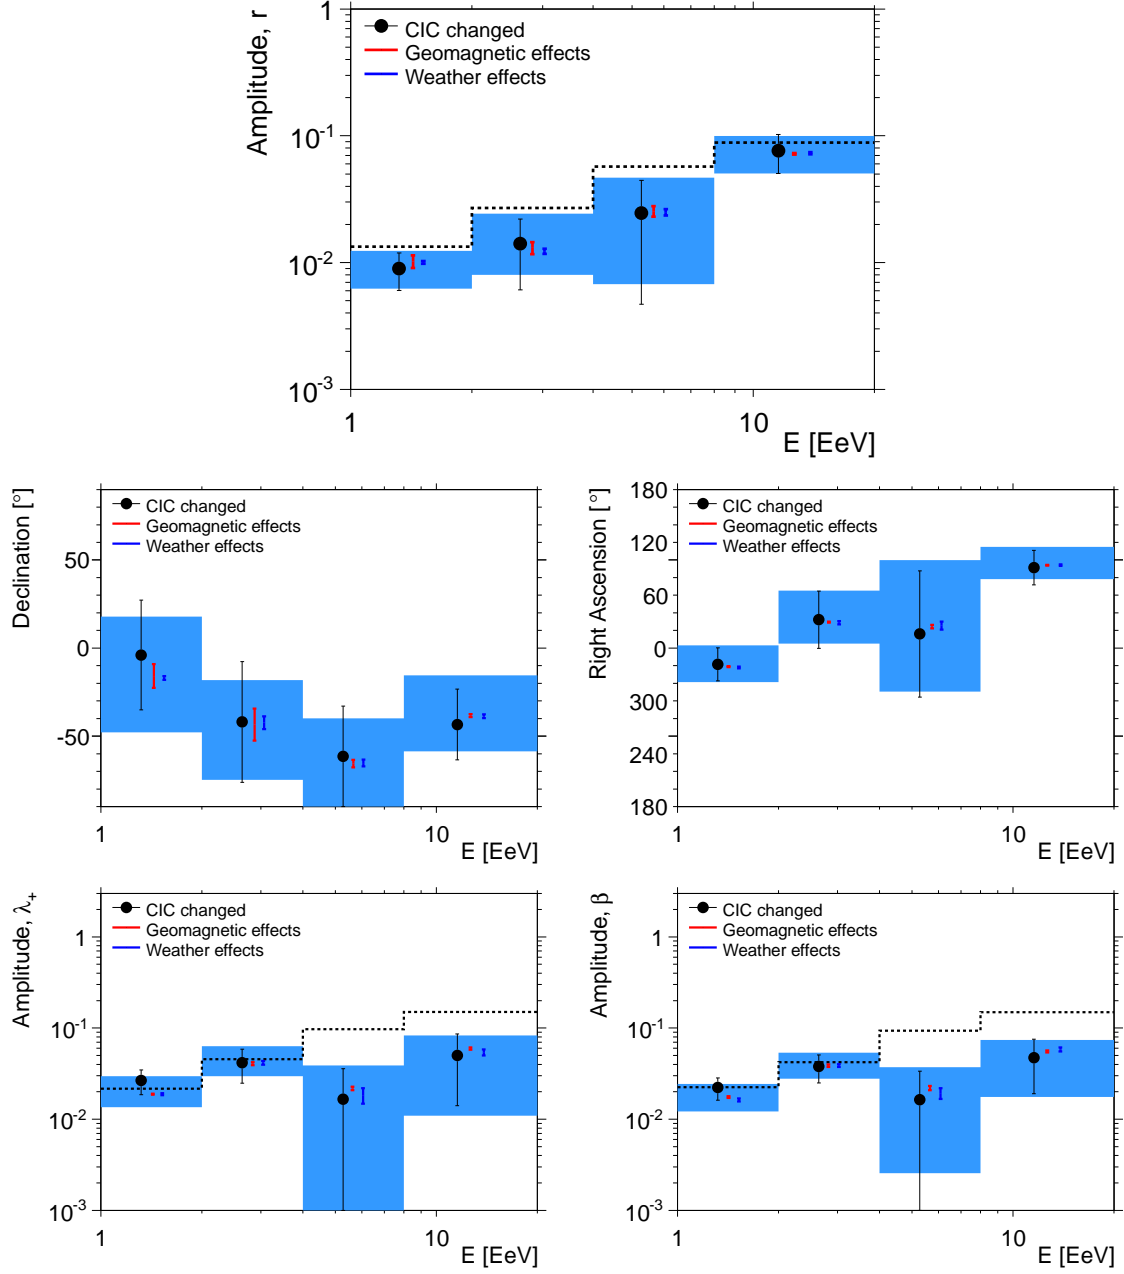 Amplitude, r
1
10⁻¹
10⁻²
10⁻³
CIC changed
Geomagnetic effects
Weather effects
1
10
E [EeV]
Declination [°]
50
0
-50
CIC changed
Geomagnetic effects
Weather effects
1
10
E [EeV]
Right Ascension [°]
180
120
60
0
300
240
180
CIC changed
Geomagnetic effects
Weather effects
1
10
E [EeV]
Amplitude, λ₊
1
10⁻¹
10⁻²
10⁻³
CIC changed
Geomagnetic effects
Weather effects
1
10
E [EeV]
Amplitude, β
1
10⁻¹
10⁻²
10⁻³
CIC changed
Geomagnetic effects
Weather effects
1
10
E [EeV]